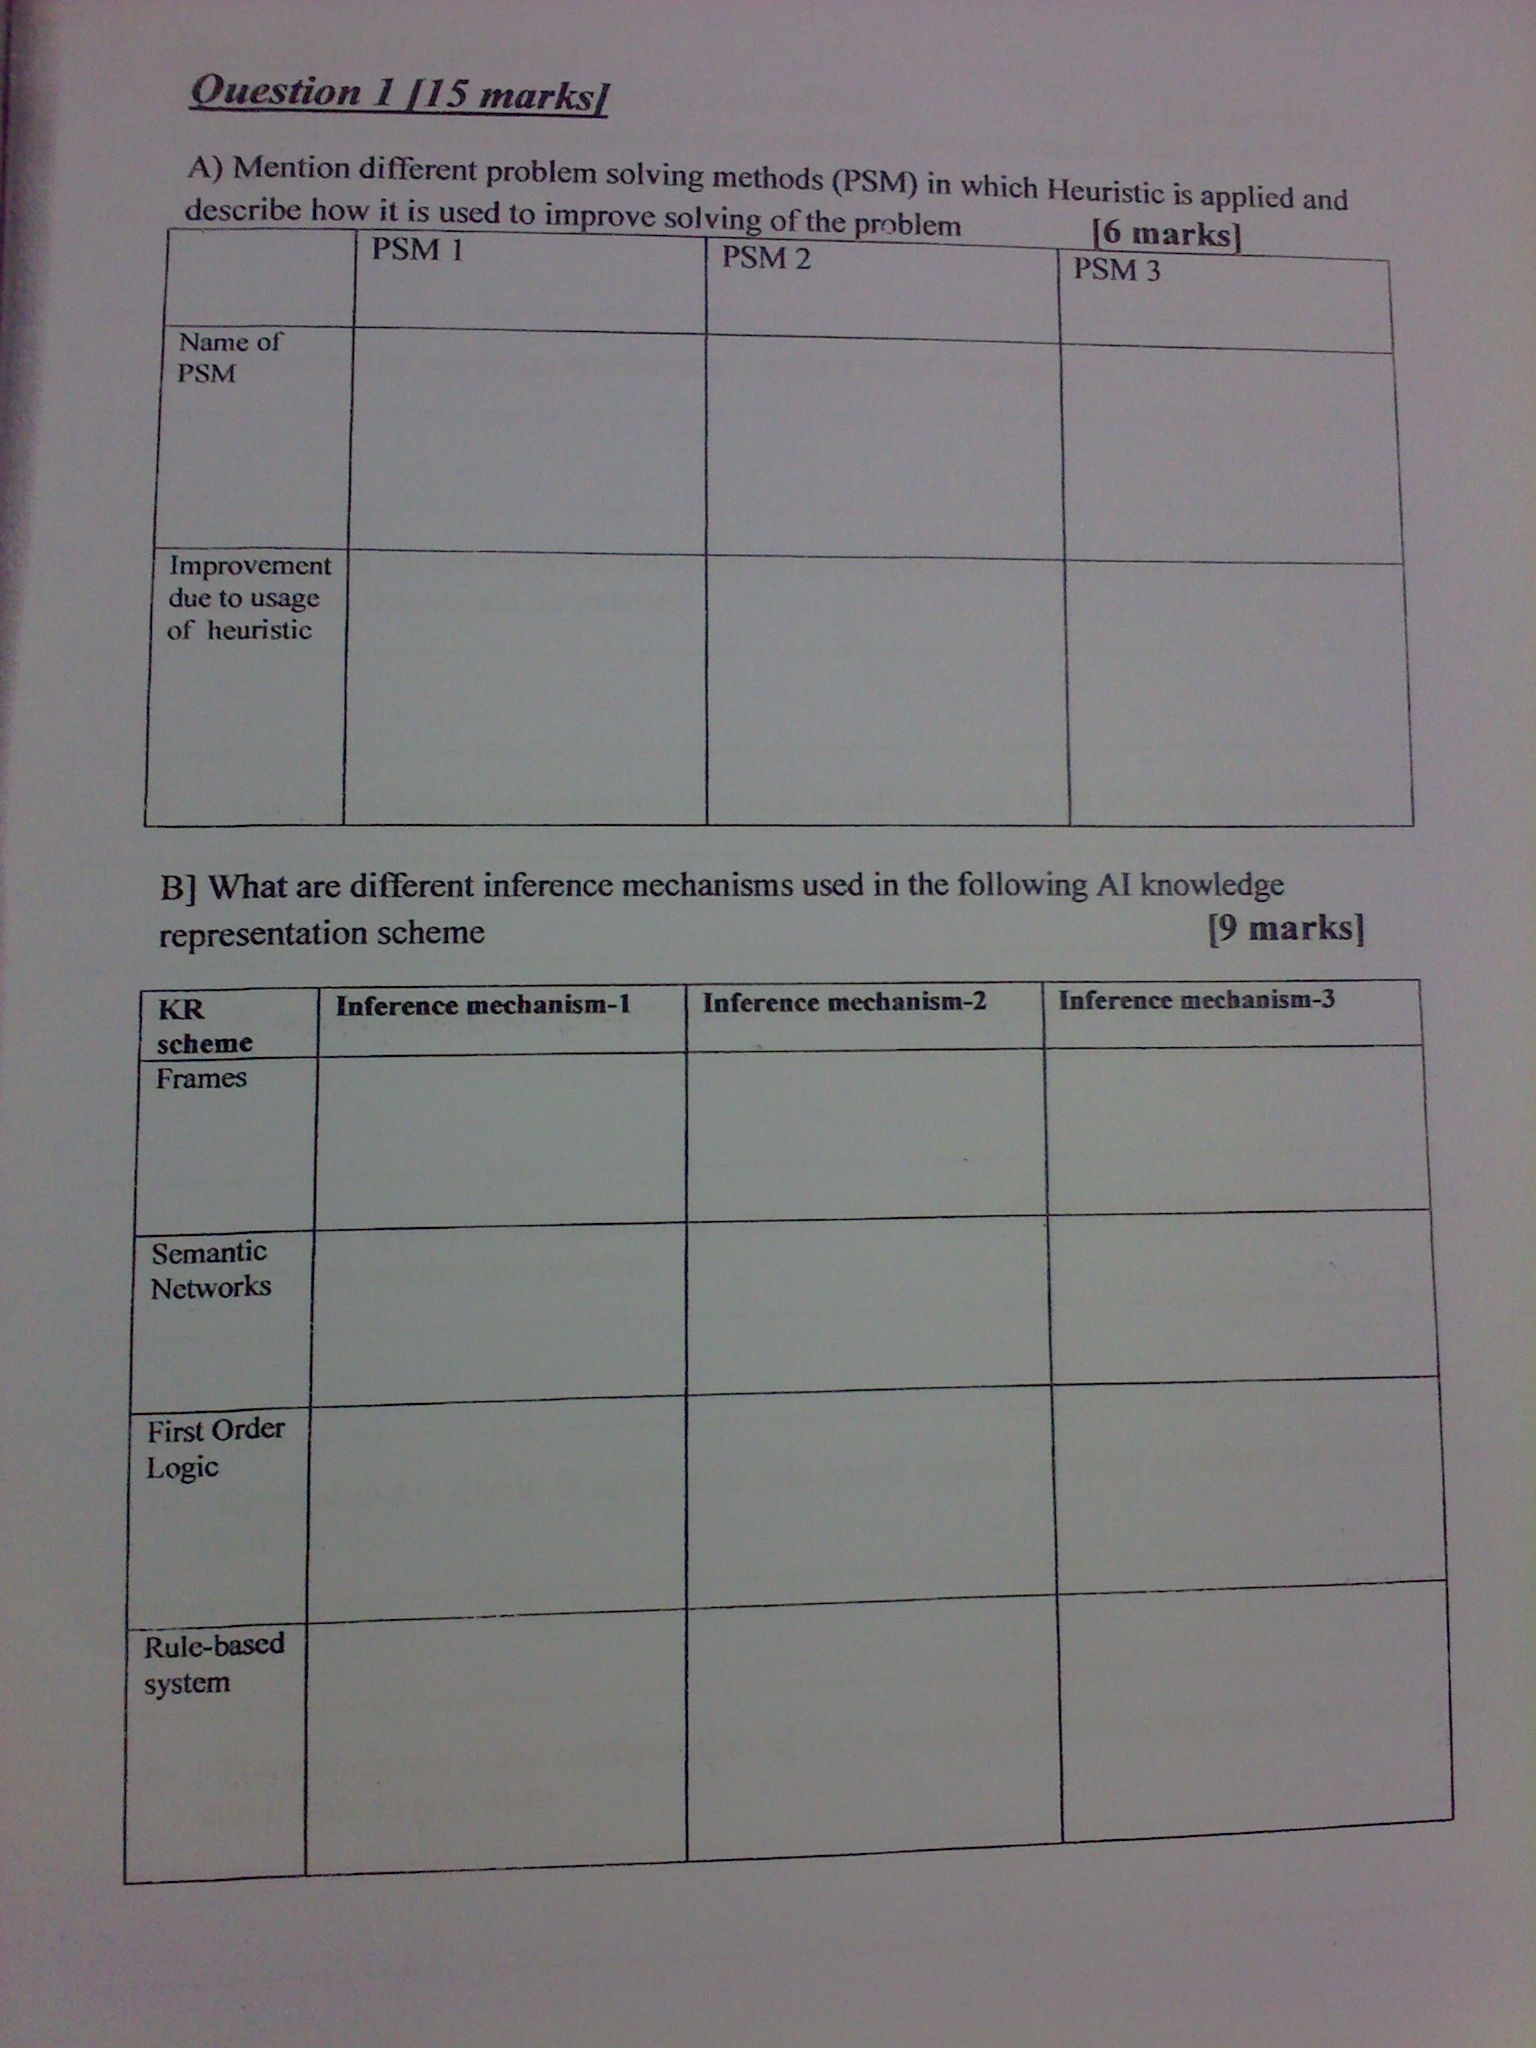 Question 1 [15 marks]
A) Mention different problem solving methods (PSM) in which Heuristic is applied and
describe how it is used to improve solving of the problem [6 marks]
PSM 1 PSM 2 PSM 3
Name of
PSM
Improvement
due to usage
of heuristic
B] What are different inference mechanisms used in the following AI knowledge
representation scheme [9 marks]
KR
scheme
Inference mechanism-1 Inference mechanism-2 Inference mechanism-3
Frames
Semantic
Networks
First Order
Logic
Rule-based
system